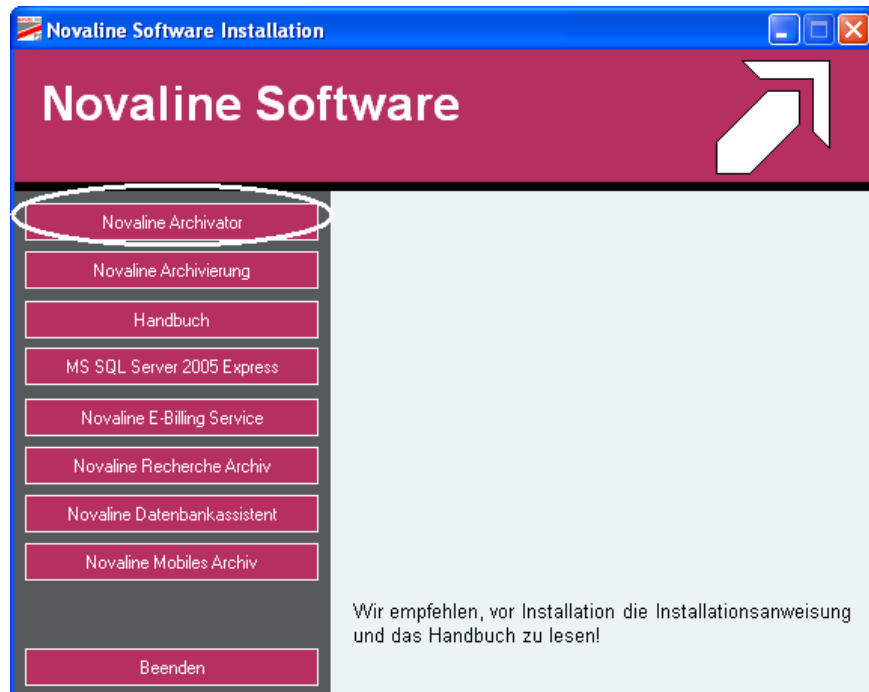 Novaline Software Installation
Novaline Software
Novaline Archivator
Novaline Archivierung
Handbuch
MS SQL Server 2005 Express
Novaline E-Billing Service
Novaline Recherche Archiv
Novaline Datenbankassistent
Novaline Mobiles Archiv
Wir empfehlen, vor Installation die Installationsanweisung
und das Handbuch zu lesen!
Beenden